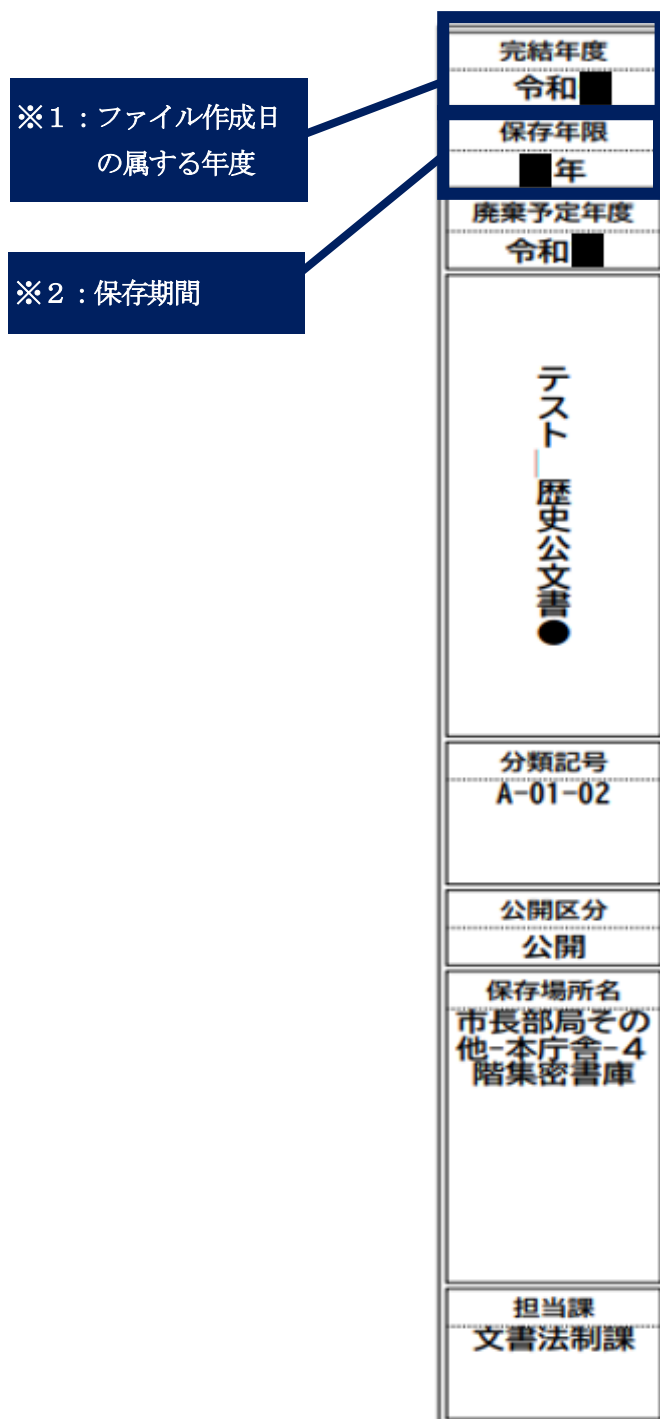 ※1：ファイル作成日
の属する年度
※2：保存期間
完結年度
令和■
保存年限
■年
廃棄予定年度
令和■
テスト_歴史公文書●
分類記号
A-01-02
公開区分
公開
保存場所名
市長部局その
他-本庁舎-4
階集密書庫
担当課
文書法制課